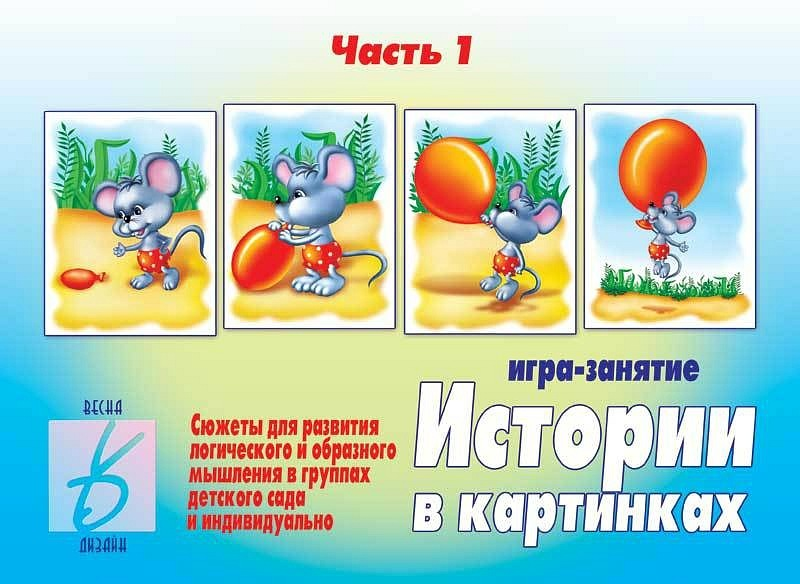 Часть 1
игра-занятие
Истории
в картинках
Сюжеты для развития
логического и образного
мышления в группах
детского сада
и индивидуально
ВЕСНА
ДИЗАЙН